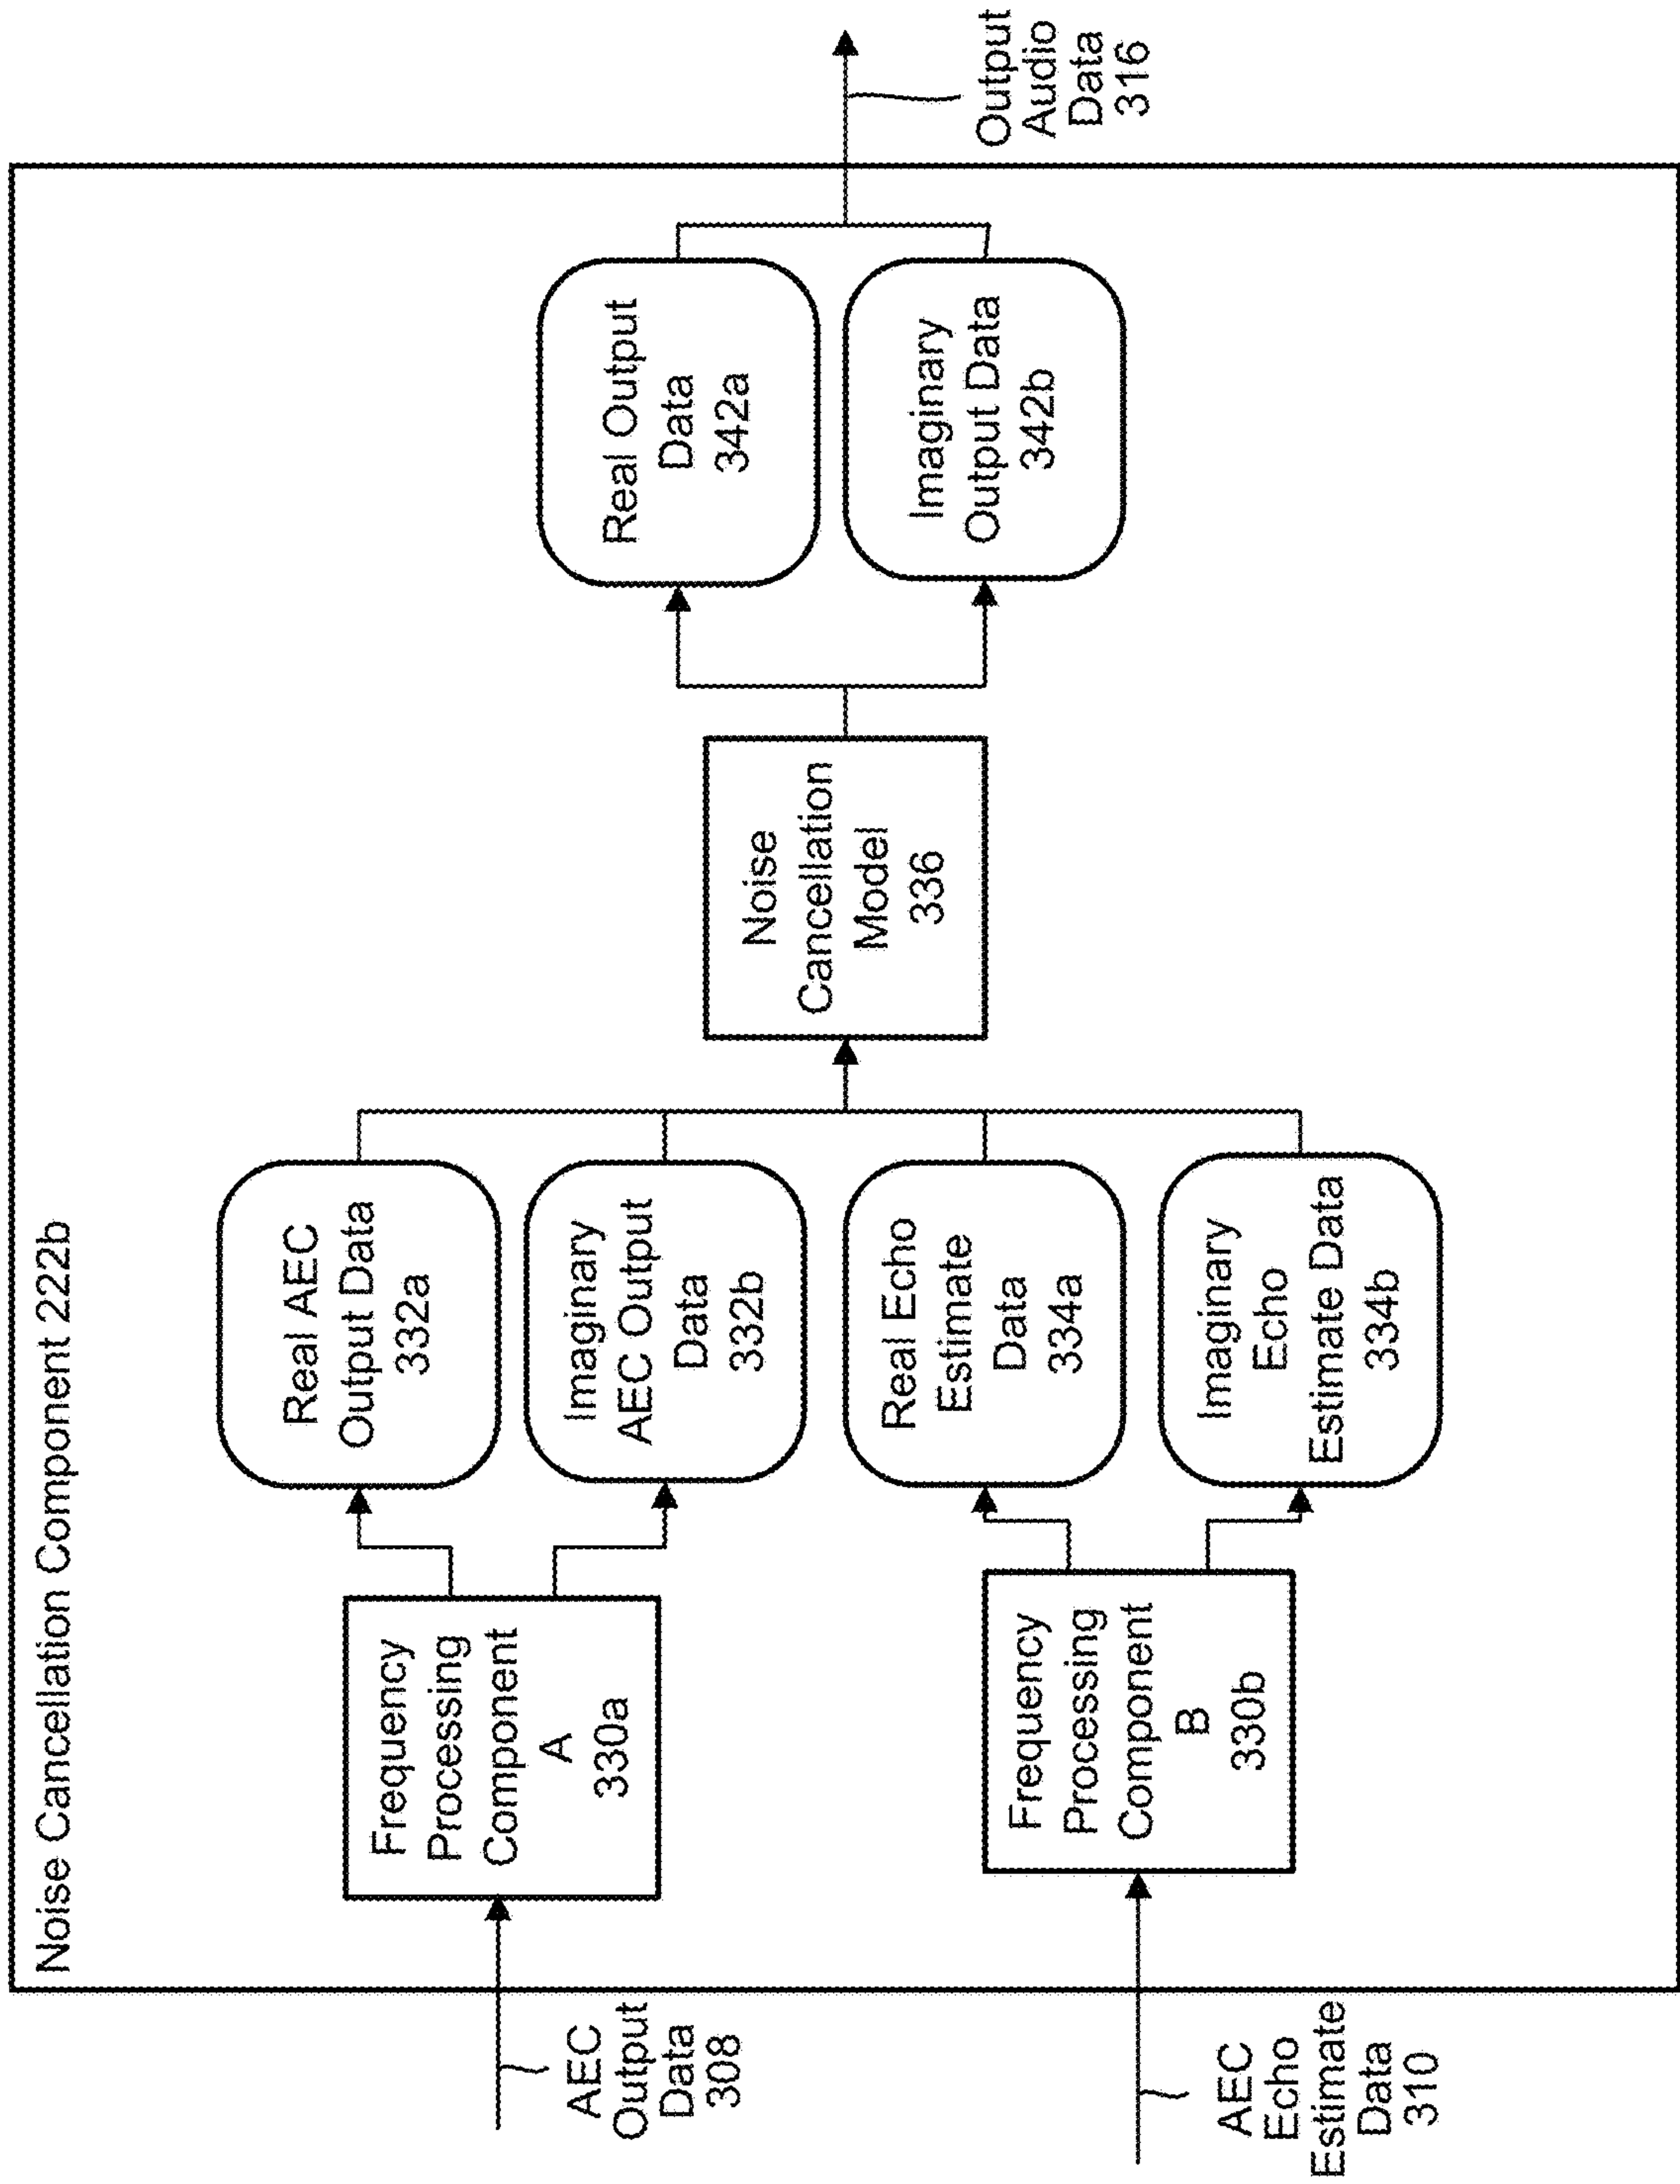 Noise Cancellation Component 222b
AEC
Output
Data
308
Frequency
Processing
Component
A
330a
Real AEC
Output Data
332a
Imaginary
AEC Output
Data
332b
AEC
Echo
Estimate
Data
310
Frequency
Processing
Component
B
330b
Real Echo
Estimate
Data
334a
Imaginary
Echo
Estimate Data
334b
Noise
Cancellation
Model
336
Real Output
Data
342a
Imaginary
Output Data
342b
Output
Audio
Data
316